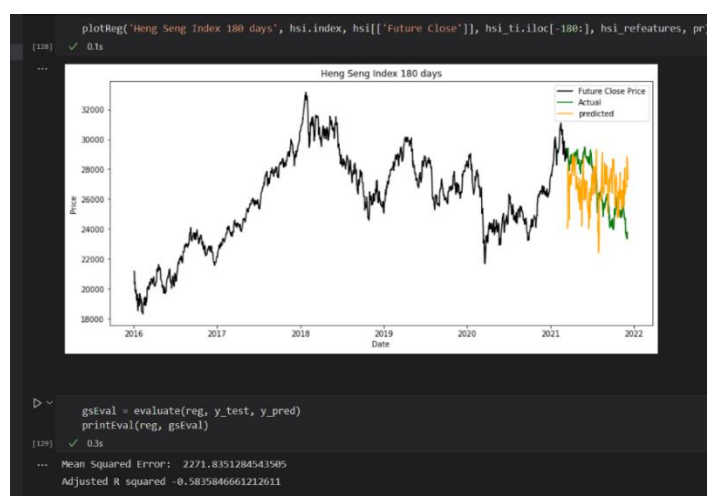 plotReg('Heng Seng Index 180 days', hsi.index, hsi[['Future Close']], hsi_ti.iloc[-180:], hsi_refeatures, pr
[128]
0.1s
...
Heng Seng Index 180 days
Future Close Price
Actual
predicted
32000
30000
28000
26000
24000
22000
20000
18000
Price
2016 2017 2018 2019 2020 2021 2022
Date
gsEval = evaluate(reg, y_test, y_pred)
printEval(reg, gsEval)
[129]
0.3s
...
Mean Squared Error: 2271.8351284543505
Adjusted R squared -0.5835846661212611